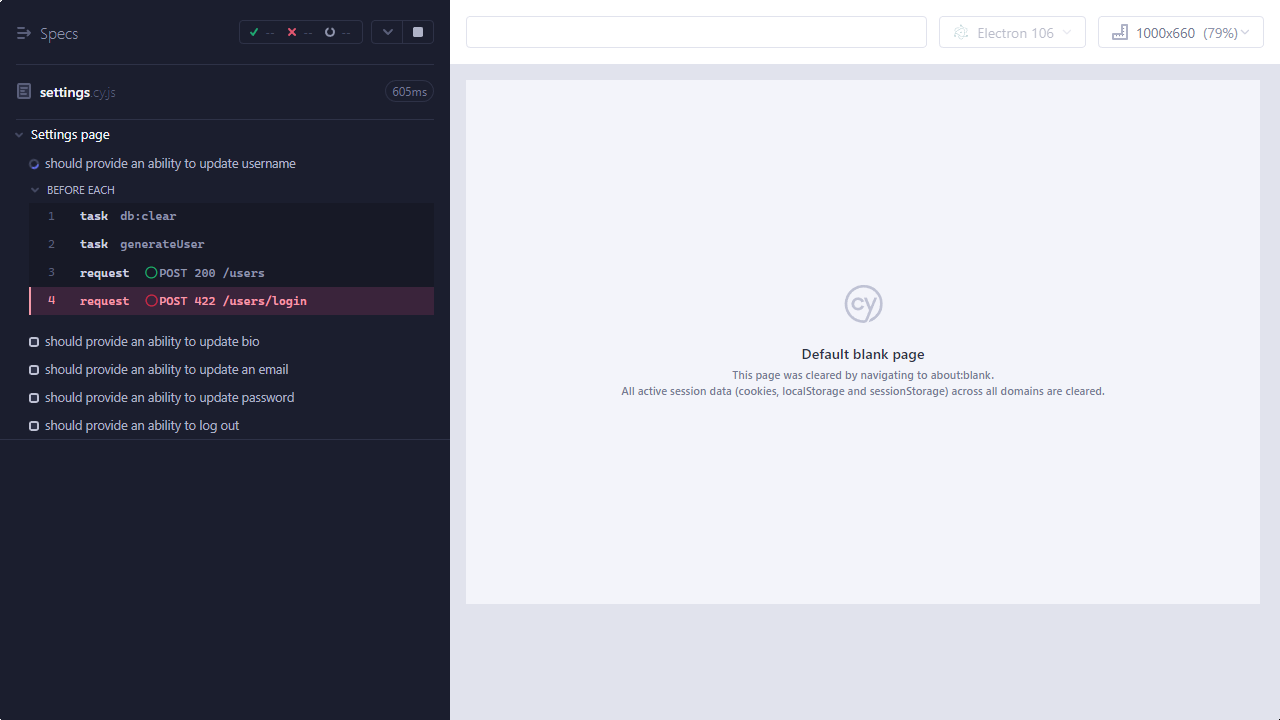 Specs
-- -- --
settings.cy.js
605ms
Settings page
should provide an ability to update username
BEFORE EACH
1 task db:clear
2 task generateUser
3 request POST 200 /users
4 request POST 422 /users/login
should provide an ability to update bio
should provide an ability to update an email
should provide an ability to update password
should provide an ability to log out
Electron 106
1000x660 (79%)
cy
Default blank page
This page was cleared by navigating to about:blank.
All active session data (cookies, localStorage and sessionStorage) across all domains are cleared.